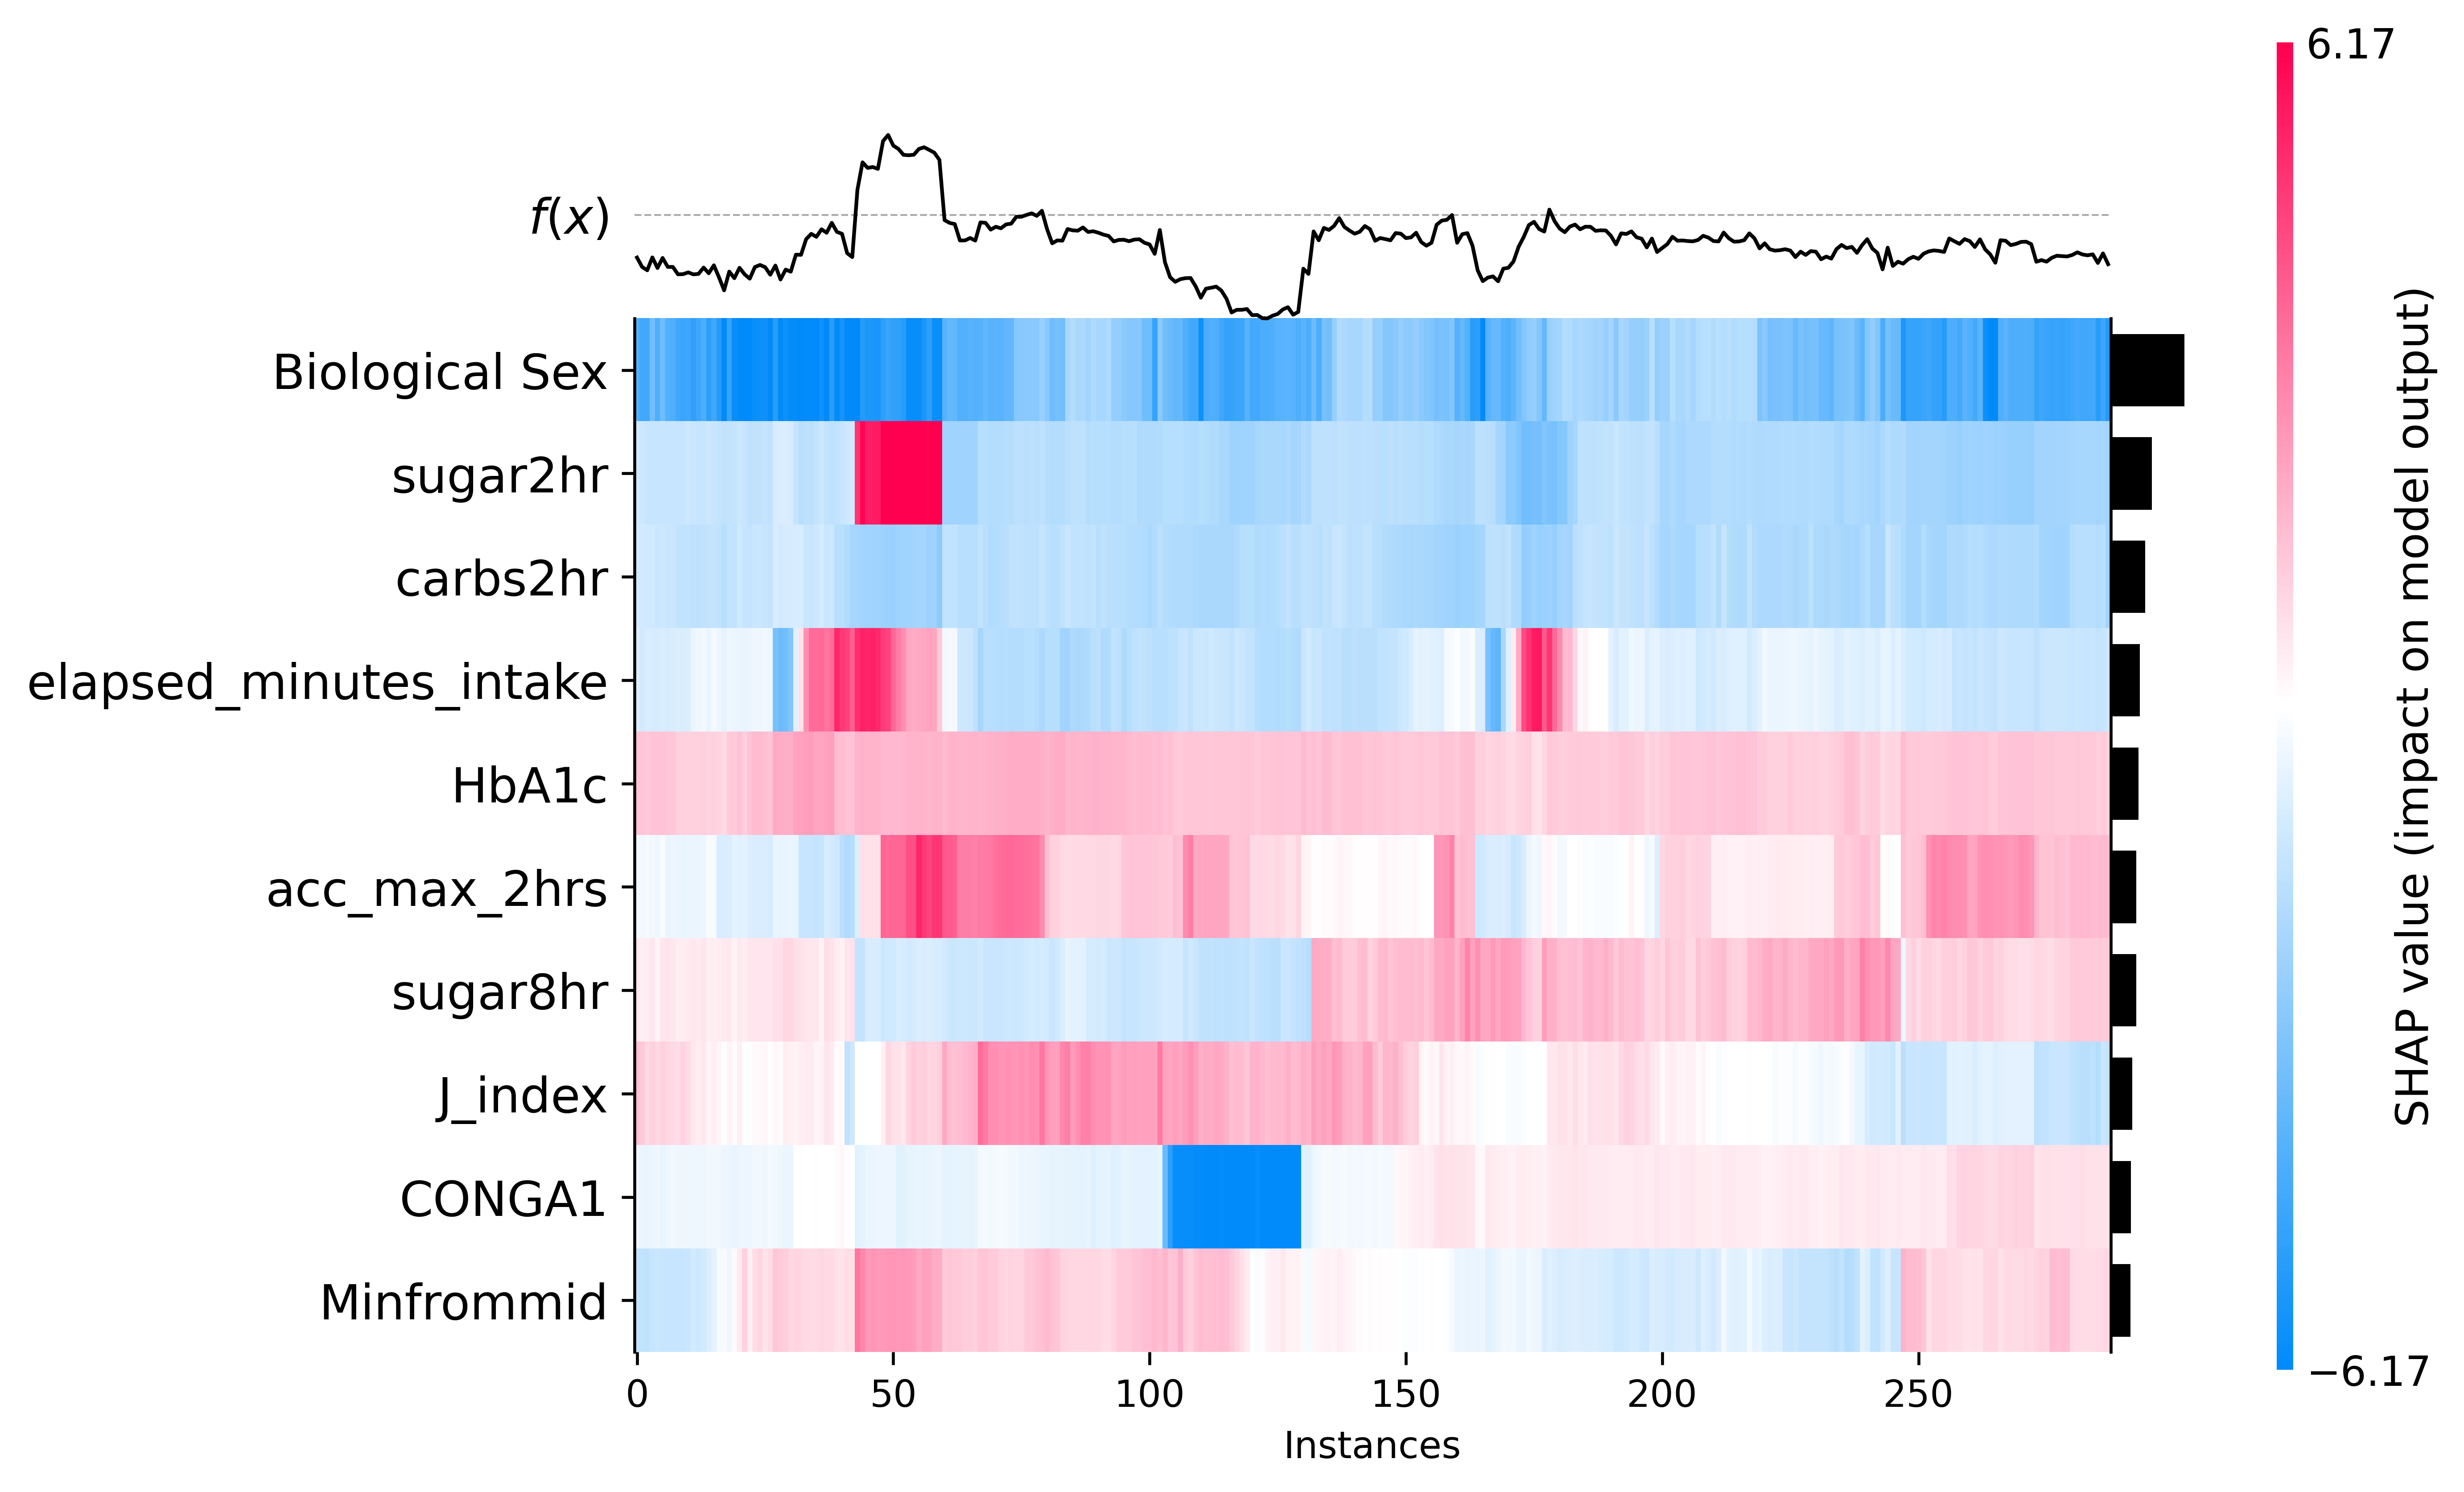 6.17
f(x)
Biological Sex
sugar2hr
carbs2hr
elapsed_minutes_intake
HbA1c
acc_max_2hrs
sugar8hr
J_index
CONGA1
Minfrommid
0 50 100 150 200 250
Instances
SHAP value (impact on model output)
−6.17